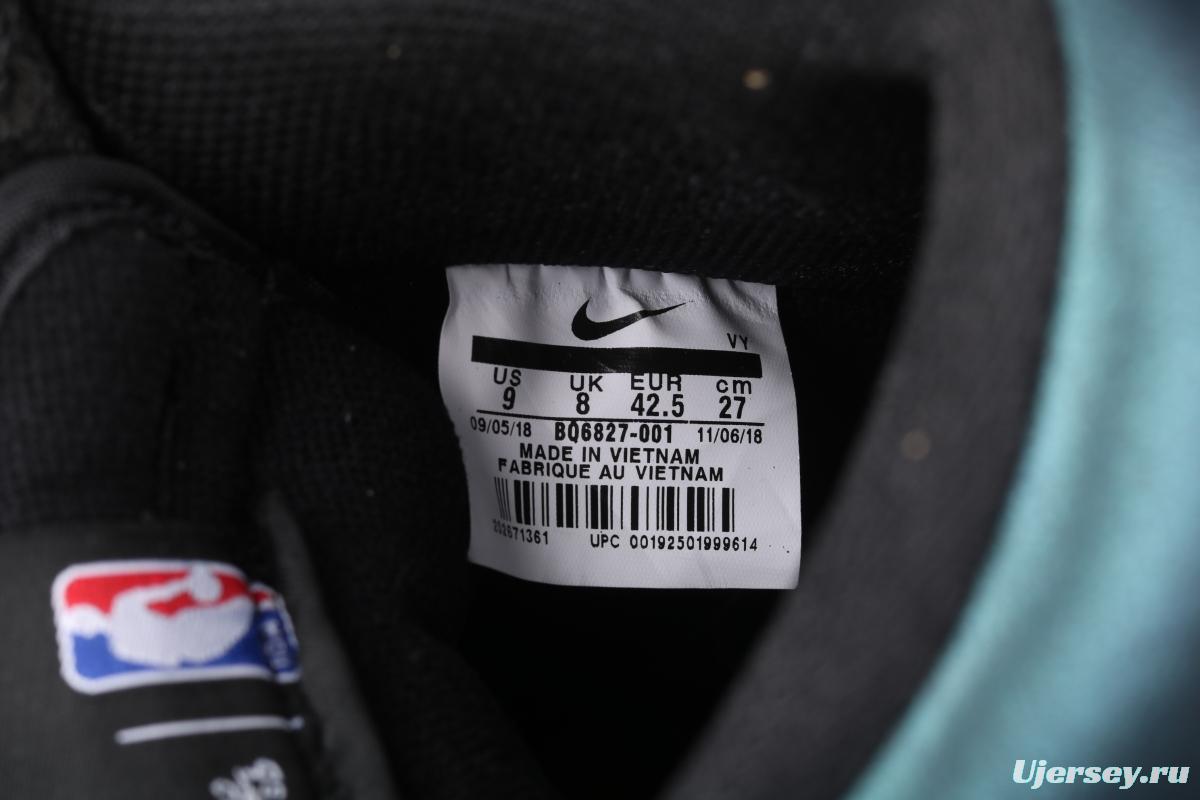 VY
US UK EUR cm
9 8 42.5 27
09/05/18 BQ6827-001 11/06/18
MADE IN VIETNAM
FABRIQUE AU VIETNAM
202671361 UPC 00192501999614
Ujersey.ru